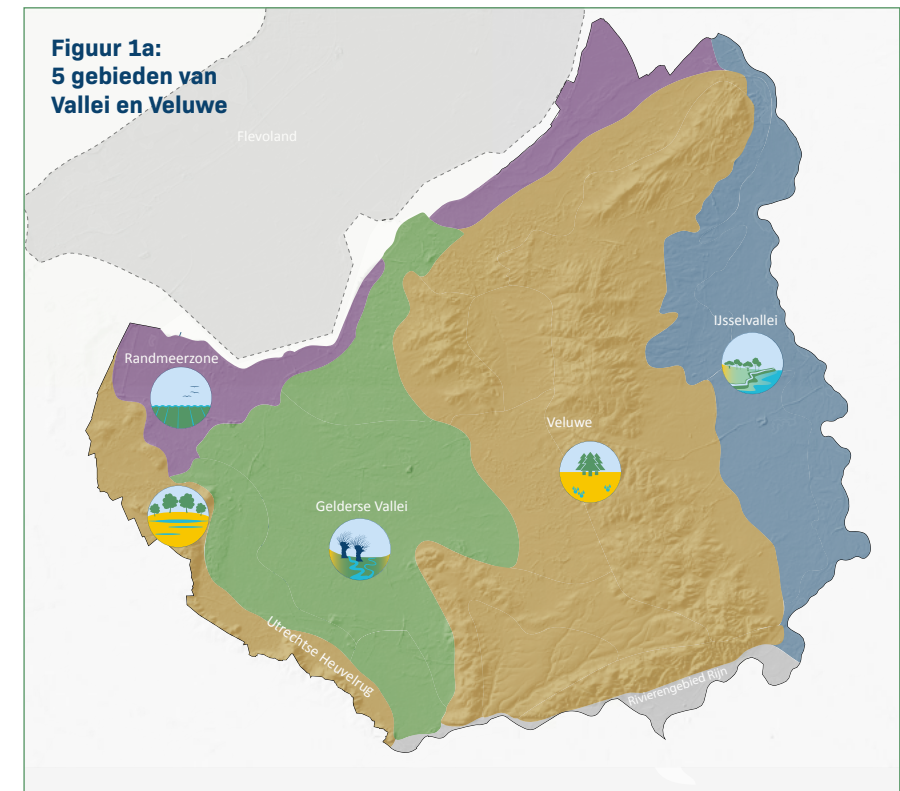 Figuur 1a:
5 gebieden van
Vallei en Veluwe
Flevoland
IJsselvallei
Randmeerzone
Veluwe
Gelderse Vallei
Utrechtse Heuvelrug
Rivierengebied Rijn